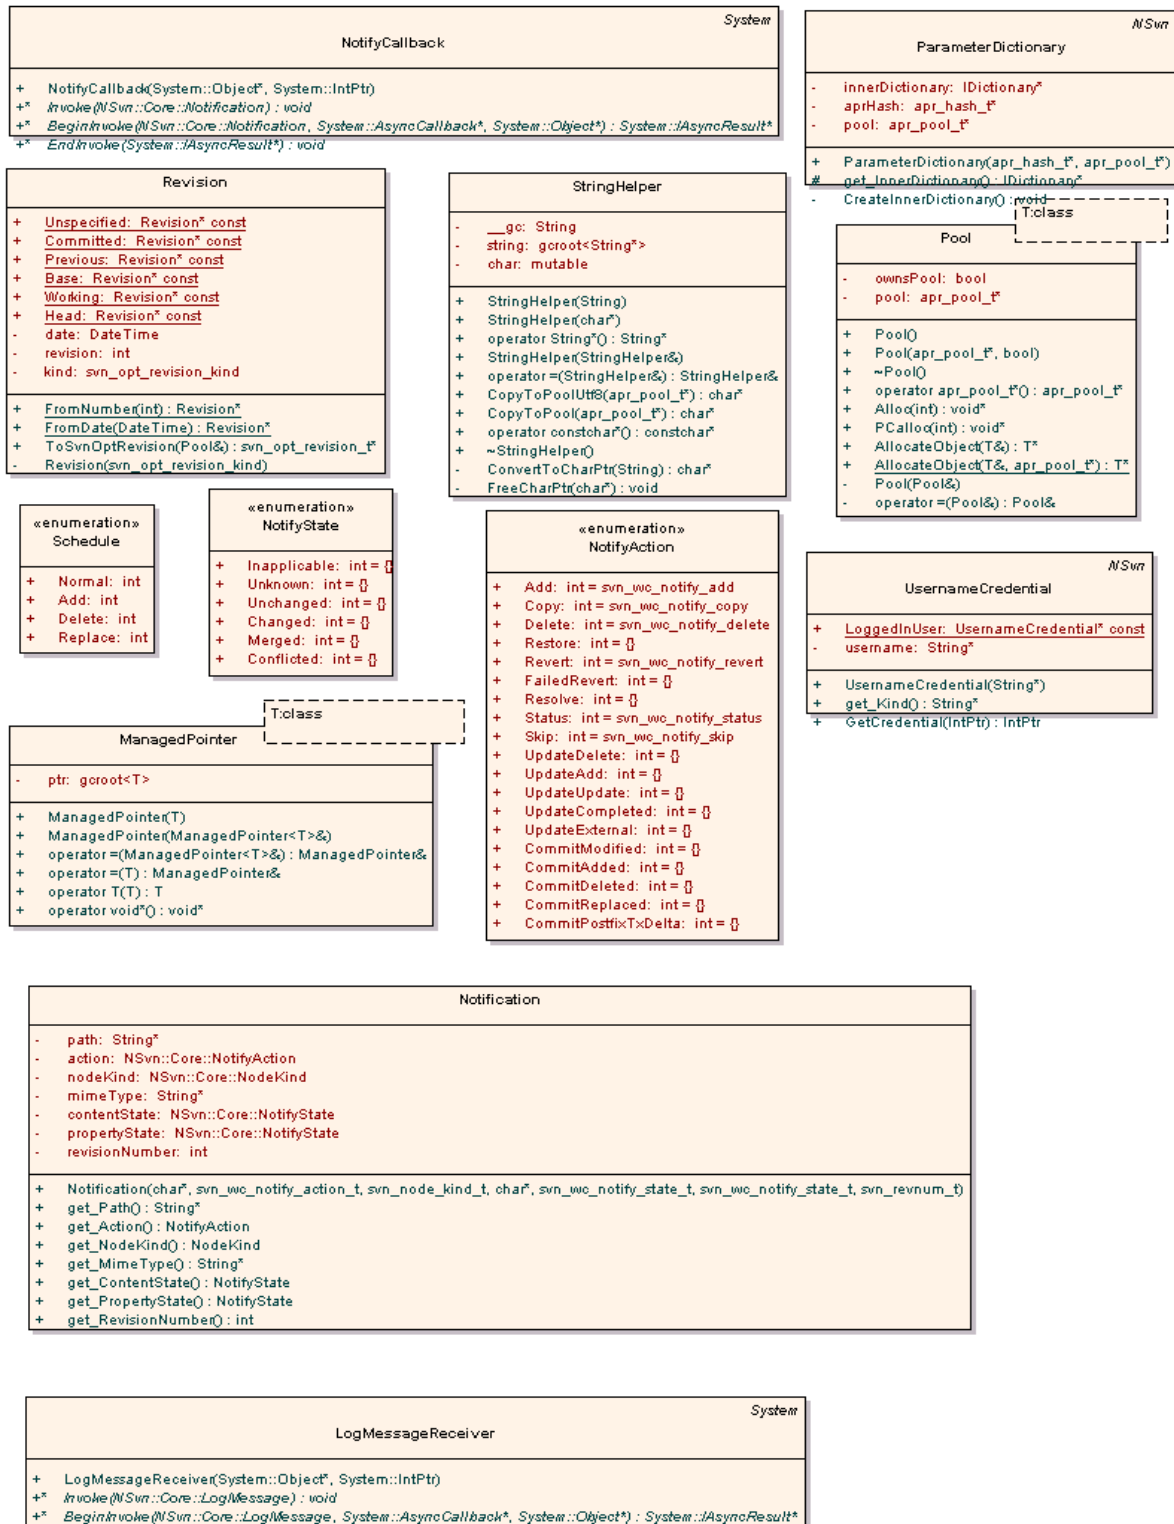 System
NotifyCallback
+ NotifyCallback(System::Object*, System::IntPtr)
+* Invoke(NSvn::Core::Notification) : void
+* BeginInvoke(NSvn::Core::Notification, System::AsyncCallback*, System::Object*) : System::IAsyncResult*
+* EndInvoke(System::IAsyncResult*) : void
NSvn
ParameterDictionary
- innerDictionary: IDictionary*
- aprHash: apr_hash_t*
- pool: apr_pool_t*
+ ParameterDictionary(apr_hash_t*, apr_pool_t*)
# get_InnerDictionary() : IDictionary*
- CreateInnerDictionary() : void
Revision
+ Unspecified: Revision* const
+ Committed: Revision* const
+ Previous: Revision* const
+ Base: Revision* const
+ Working: Revision* const
+ Head: Revision* const
- date: DateTime
- revision: int
- kind: svn_opt_revision_kind
+ FromNumber(int) : Revision*
+ FromDate(DateTime) : Revision*
+ ToSvnOptRevision(Pool&) : svn_opt_revision_t*
- Revision(svn_opt_revision_kind)
StringHelper
- __gc: String
- string: gcroot<String*>
- char: mutable
+ StringHelper(String)
+ StringHelper(char*)
+ operator String*() : String*
+ StringHelper(StringHelper&)
+ operator =(StringHelper&) : StringHelper&
+ CopyToPoolUtf8(apr_pool_t*) : char*
+ CopyToPool(apr_pool_t*) : char*
+ operator constchar*() : constchar*
+ ~StringHelper()
- ConvertToCharPtr(String) : char*
- FreeCharPtr(char*) : void
T:class
Pool
- ownsPool: bool
- pool: apr_pool_t*
+ Pool()
+ Pool(apr_pool_t*, bool)
+ ~Pool()
+ operator apr_pool_t*() : apr_pool_t*
+ Alloc(int) : void*
+ PCalloc(int) : void*
+ AllocateObject(T&) : T*
+ AllocateObject(T&, apr_pool_t*) : T*
- Pool(Pool&)
- operator =(Pool&) : Pool&
«enumeration»
Schedule
+ Normal: int
+ Add: int
+ Delete: int
+ Replace: int
«enumeration»
NotifyState
+ Inapplicable: int = {}
+ Unknown: int = {}
+ Unchanged: int = {}
+ Changed: int = {}
+ Merged: int = {}
+ Conflicted: int = {}
«enumeration»
NotifyAction
+ Add: int = svn_wc_notify_add
+ Copy: int = svn_wc_notify_copy
+ Delete: int = svn_wc_notify_delete
+ Restore: int = {}
+ Revert: int = svn_wc_notify_revert
+ FailedRevert: int = {}
+ Resolve: int = {}
+ Status: int = svn_wc_notify_status
+ Skip: int = svn_wc_notify_skip
+ UpdateDelete: int = {}
+ UpdateAdd: int = {}
+ UpdateUpdate: int = {}
+ UpdateCompleted: int = {}
+ UpdateExternal: int = {}
+ CommitModified: int = {}
+ CommitAdded: int = {}
+ CommitDeleted: int = {}
+ CommitReplaced: int = {}
+ CommitPostfixTxDelta: int = {}
NSvn
UsernameCredential
+ LoggedInUser: UsernameCredential* const
- username: String*
+ UsernameCredential(String*)
+ get_Kind() : String*
+ GetCredential(IntPtr) : IntPtr
T:class
ManagedPointer
- ptr: gcroot<T>
+ ManagedPointer(T)
+ ManagedPointer(ManagedPointer<T>&)
+ operator =(ManagedPointer<T>&) : ManagedPointer&
+ operator =(T) : ManagedPointer&
+ operator T(T) : T
+ operator void*() : void*
Notification
- path: String*
- action: NSvn::Core::NotifyAction
- nodeKind: NSvn::Core::NodeKind
- mimeType: String*
- contentState: NSvn::Core::NotifyState
- propertyState: NSvn::Core::NotifyState
- revisionNumber: int
+ Notification(char*, svn_wc_notify_action_t, svn_node_kind_t, char*, svn_wc_notify_state_t, svn_wc_notify_state_t, svn_revnum_t)
+ get_Path() : String*
+ get_Action() : NotifyAction
+ get_NodeKind() : NodeKind
+ get_MimeType() : String*
+ get_ContentState() : NotifyState
+ get_PropertyState() : NotifyState
+ get_RevisionNumber() : int
System
LogMessageReceiver
+ LogMessageReceiver(System::Object*, System::IntPtr)
+* Invoke(NSvn::Core::LogMessage) : void
+* BeginInvoke(NSvn::Core::LogMessage, System::AsyncCallback*, System::Object*) : System::IAsyncResult*